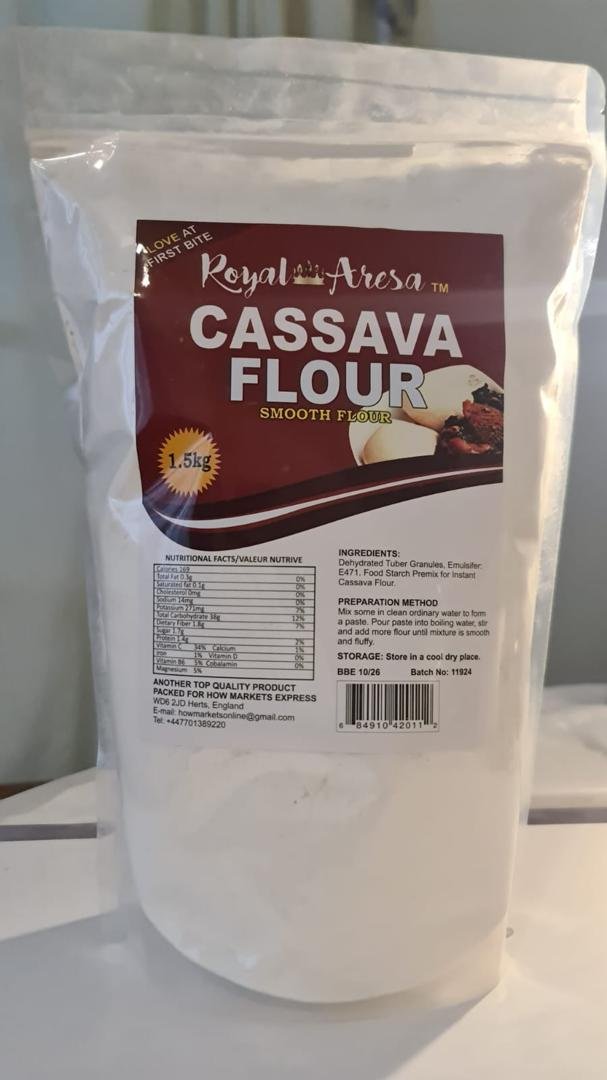 LOVE AT
FIRST BITE
Royal Aresa TM
CASSAVA
FLOUR
SMOOTH FLOUR
1.5kg
NUTRITIONAL FACTS/VALEUR NUTRIVE
Calories 169
Total Fat 0.3g 0%
Saturated fat 0.1g 0%
Cholesterol 0mg 0%
Sodium 14mg 0%
Potassium 271mg 7%
Total Carbohydrate 38g 12%
Dietary Fiber 1.8g 7%
Sugar 1.7g
Protein 1.4g 2%
Vitamin C 34% Calcium 1%
Iron 1% Vitamin D 0%
Vitamin B6 5% Cobalamin 0%
Magnesium 5%
ANOTHER TOP QUALITY PRODUCT
PACKED FOR HOW MARKETS EXPRESS
WD6 2JD Herts, England
E-mail: howmarketsonline@gmail.com
Tel: +447701389220
INGREDIENTS:
Dehydrated Tuber Granules, Emulsifer:
E471, Food Starch Premix for Instant
Cassava Flour.
PREPARATION METHOD
Mix some in clean ordinary water to form
a paste. Pour paste into boiling water, stir
and add more flour until mixture is smooth
and fluffy.
STORAGE: Store in a cool dry place.
BBE 10/26 Batch No: 11924
6 84910 42011 2